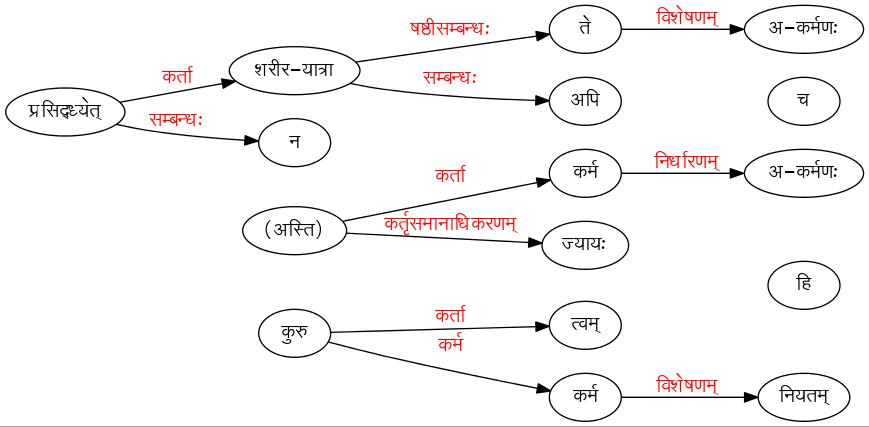 षष्ठीसम्बन्धः ते विशेषणम् अ-कर्मणः
कर्ता शरीर-यात्रा
सम्बन्धः अपि च
प्रसिद्ध्येत्
सम्बन्धः न
कर्ता कर्म निर्धारणम् अ-कर्मणः
(अस्ति) कर्तृसमानाधिकरणम् ज्यायः
हि
कर्ता त्वम्
कुरु
कर्म कर्म विशेषणम् नियतम्